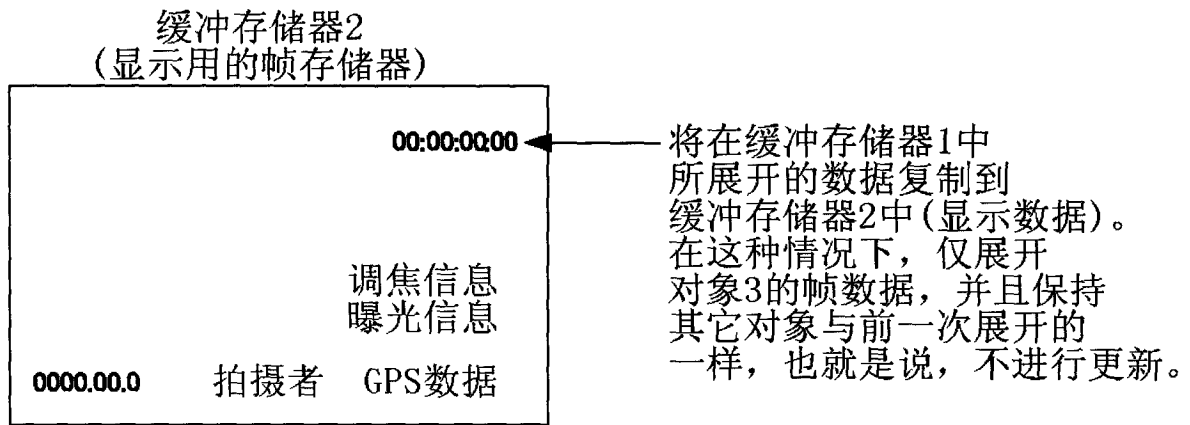 缓冲存储器2
(显示用的帧存储器)
00:00:00:00
将在缓冲存储器1中
所展开的数据复制到
缓冲存储器2中(显示数据)。
在这种情况下，仅展开
对象3的帧数据，并且保持
其它对象与前一次展开的
一样，也就是说，不进行更新。
调焦信息
曝光信息
0000.00.0 拍摄者 GPS数据